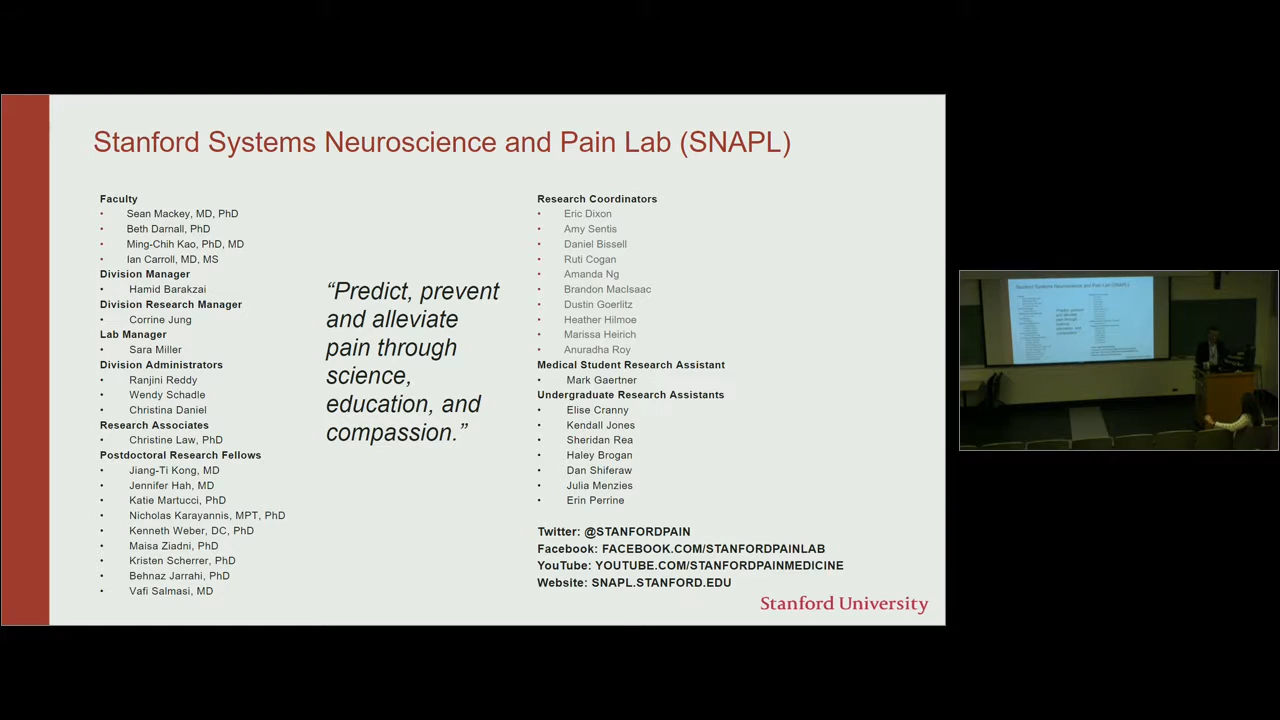 Stanford Systems Neuroscience and Pain Lab (SNAPL)
Faculty
• Sean Mackey, MD, PhD
• Beth Darnall, PhD
• Ming-Chih Kao, PhD, MD
• Ian Carroll, MD, MS
Division Manager
• Hamid Barakzai
Division Research Manager
• Corrine Jung
Lab Manager
• Sara Miller
Division Administrators
• Ranjini Reddy
• Wendy Schadle
• Christina Daniel
Research Associates
• Christine Law, PhD
Postdoctoral Research Fellows
• Jiang-Ti Kong, MD
• Jennifer Hah, MD
• Katie Martucci, PhD
• Nicholas Karayannis, MPT, PhD
• Kenneth Weber, DC, PhD
• Maisa Ziadni, PhD
• Kristen Scherrer, PhD
• Behnaz Jarrahi, PhD
• Vafi Salmasi, MD
“Predict, prevent
and alleviate
pain through
science,
education, and
compassion.”
Research Coordinators
• Eric Dixon
• Amy Sentis
• Daniel Bissell
• Ruti Cogan
• Amanda Ng
• Brandon MacIsaac
• Dustin Goerlitz
• Heather Hilmoe
• Marissa Heirich
• Anuradha Roy
Medical Student Research Assistant
• Mark Gaertner
Undergraduate Research Assistants
• Elise Cranny
• Kendall Jones
• Sheridan Rea
• Haley Brogan
• Dan Shiferaw
• Julia Menzies
• Erin Perrine
Twitter: @STANFORDPAIN
Facebook: FACEBOOK.COM/STANFORDPAINLAB
YouTube: YOUTUBE.COM/STANFORDPAINMEDICINE
Website: SNAPL.STANFORD.EDU
Stanford University
Stanford Systems Neuroscience and Pain Lab (SNAPL)